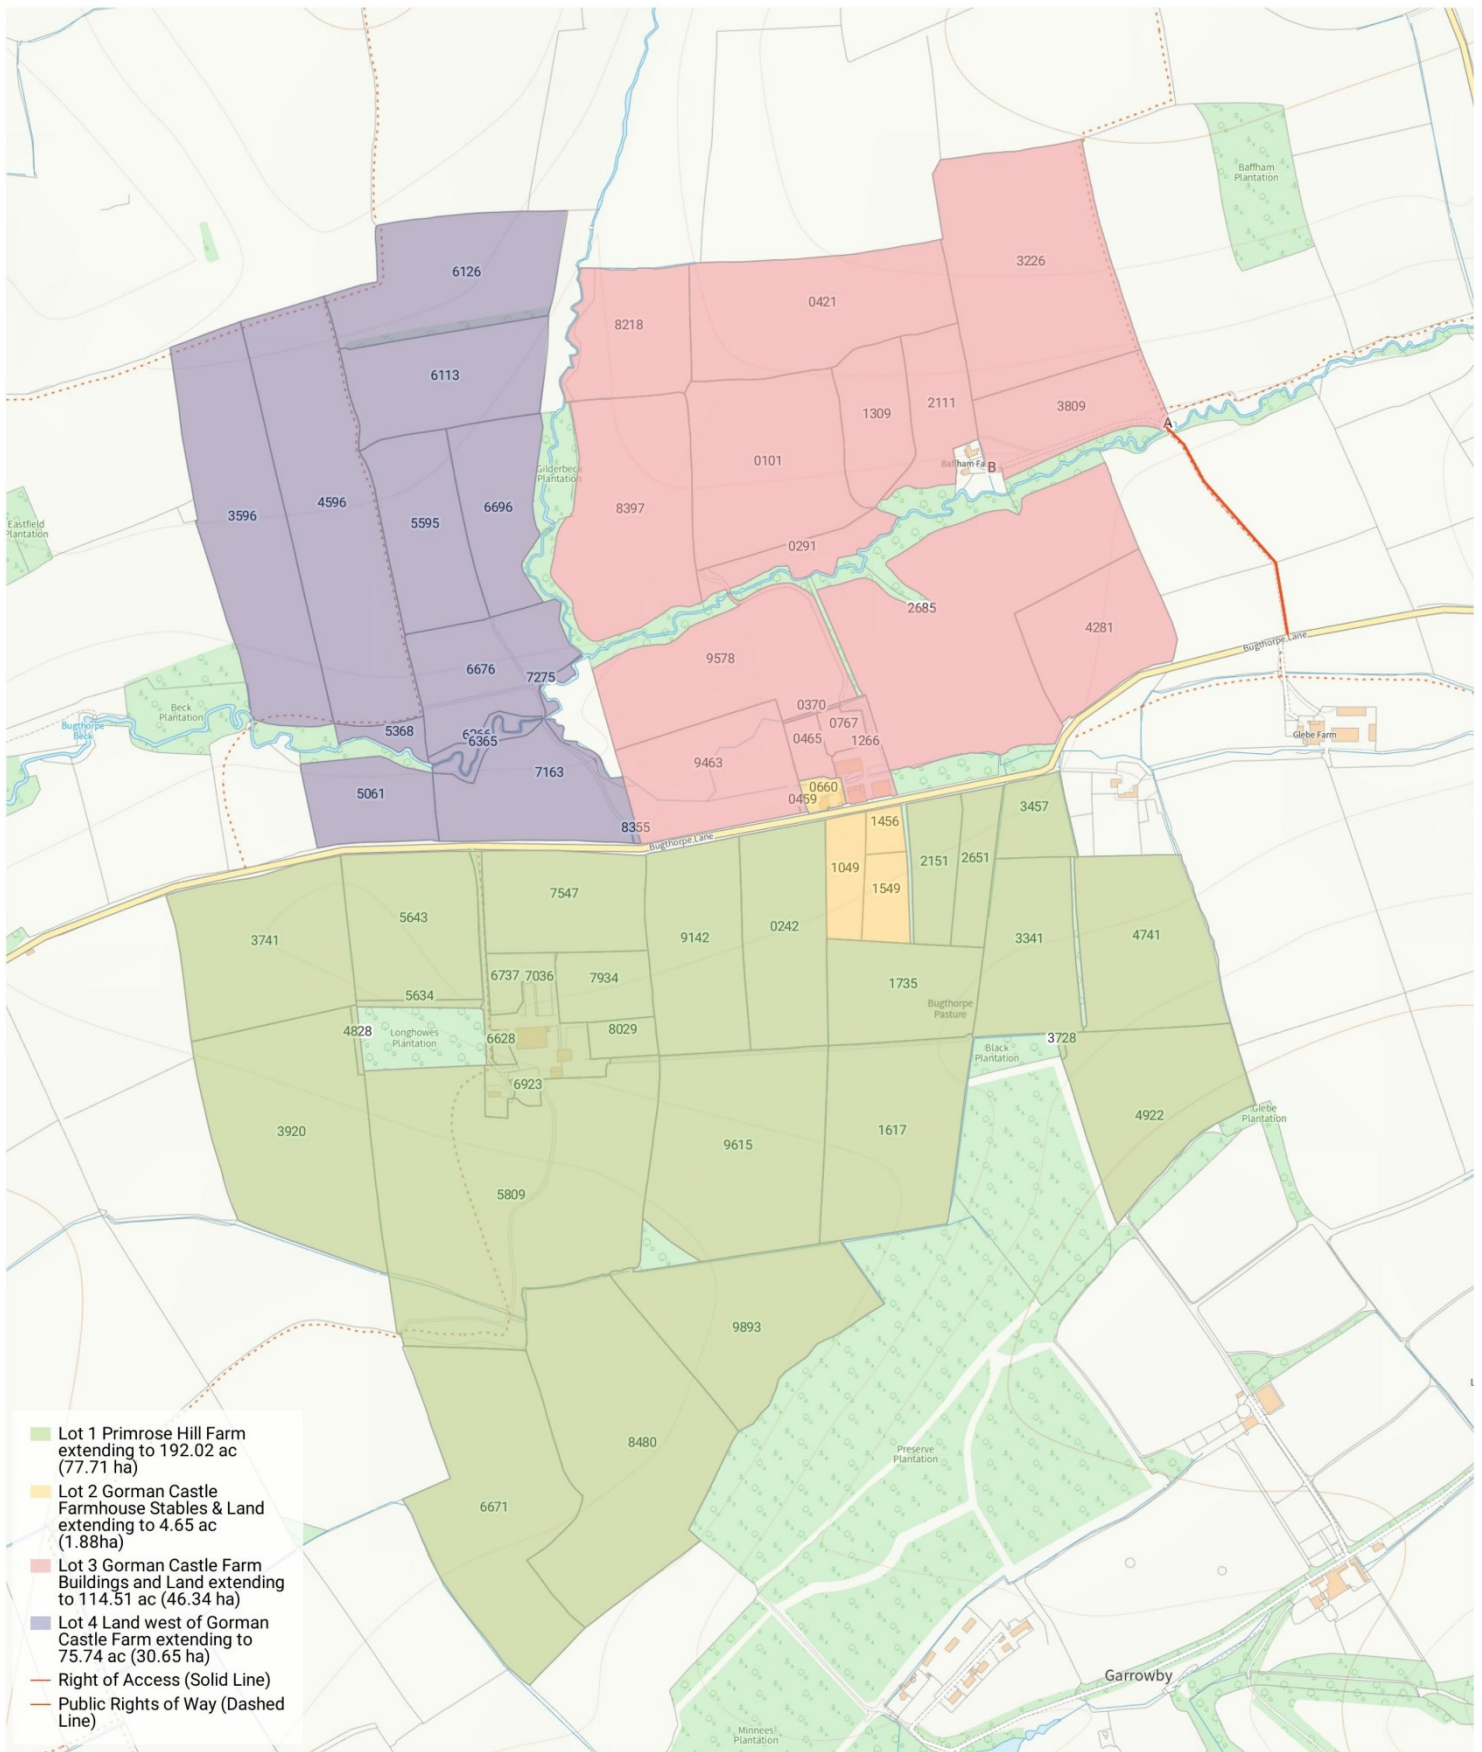 Baffham
Plantation
6126
3226
0421
8218
6113
1309
2111
3809
A
0101
Gilderbeck
Plantation
B
3596
4596
5595
6696
8397
Eastfield
Plantation
0291
2685
4281
Bugthorpe Lane
9578
6676
7275
Beck
Plantation
Bugthorpe
Beck
5368
6365
0370
0767
0465
1266
Glebe Farm
9463
7163
5061
0660
0459
8355
Bugthorpe Lane
3457
1456
1049
1549
2151
2651
7547
5643
3741
9142
0242
3341
4741
6737
7036
7934
1735
5634
Bugthorpe
Pasture
4828
Longhowes
Plantation
6628
8029
Black
Plantation
3728
6923
4922
Glebe
Plantation
3920
9615
1617
5809
9893
8480
6671
Preserve
Plantation
Garrowby
Minnees
Plantation
Lot 1 Primrose Hill Farm
extending to 192.02 ac
(77.71 ha)
Lot 2 Gorman Castle
Farmhouse Stables & Land
extending to 4.65 ac
(1.88ha)
Lot 3 Gorman Castle Farm
Buildings and Land extending
to 114.51 ac (46.34 ha)
Lot 4 Land west of Gorman
Castle Farm extending to
75.74 ac (30.65 ha)
Right of Access (Solid Line)
Public Rights of Way (Dashed
Line)